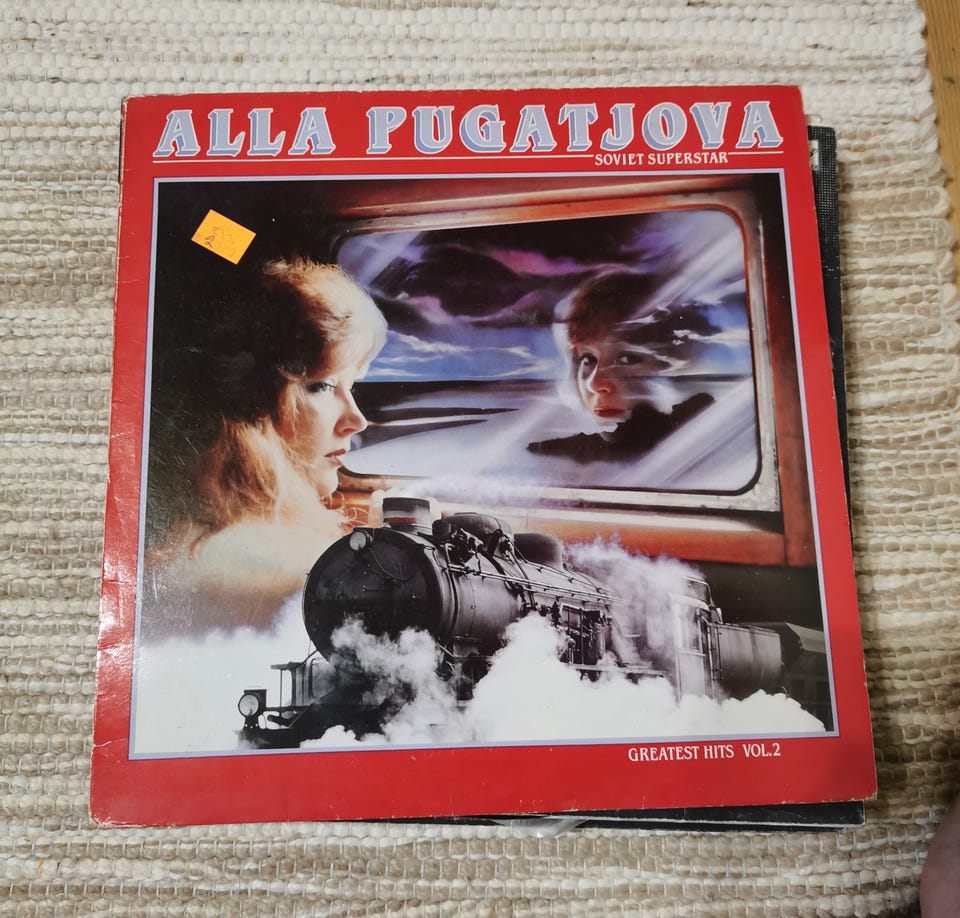 ALLA PUGATJOVA
SOVIET SUPERSTAR
GREATEST HITS VOL.2